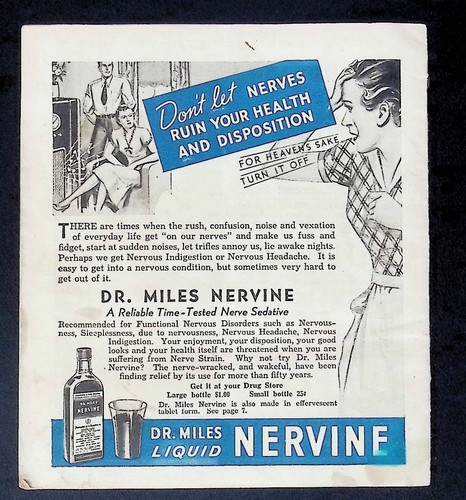 Don't let NERVES
RUIN YOUR HEALTH
AND DISPOSITION
FOR HEAVEN'S SAKE
TURN IT OFF
THERE are times when the rush, confusion, noise and vexation
of everyday life get "on our nerves" and make us fuss and
fidget, start at sudden noises, let trifles annoy us, lie awake nights.
Perhaps we get Nervous Indigestion or Nervous Headache. It is
easy to get into a nervous condition, but sometimes very hard to
get out of it.
DR. MILES NERVINE
A Reliable Time-Tested Nerve Sedative
Recommended for Functional Nervous Disorders such as Nervous-
ness, Sleeplessness, due to nervousness, Nervous Headache, Nervous
Indigestion. Your enjoyment, your disposition, your good
looks and your health itself are threatened when you are
suffering from Nerve Strain. Why not try Dr. Miles
Nervine? The nerve-wracked, and wakeful, have been
finding relief by its use for more than fifty years.
Get it at your Drug Store
Large bottle $1.00 Small bottle 25¢
Dr. Miles Nervine is also made in effervescent
tablet form. See page 7.
DR. MILES
NERVINE
DR. MILES
LIQUID NERVINE